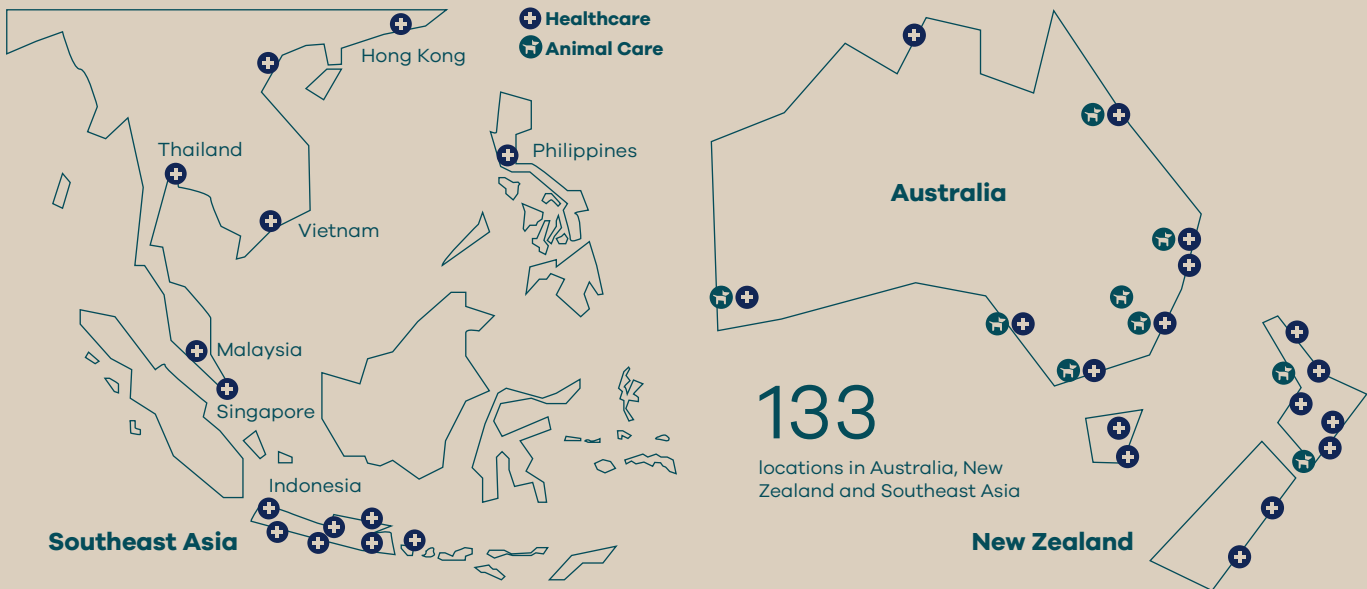 Healthcare
Animal Care
Hong Kong
Thailand
Philippines
Vietnam
Malaysia
Singapore
Indonesia
Southeast Asia
Australia
133
locations in Australia, New
Zealand and Southeast Asia
New Zealand